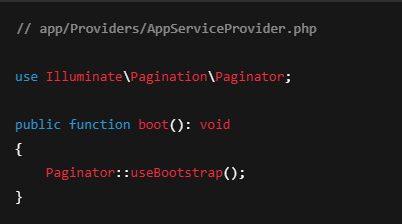 // app/Providers/AppServiceProvider.php
use Illuminate\Pagination\Paginator;
public function boot(): void
{
    Paginator::useBootstrap();
}